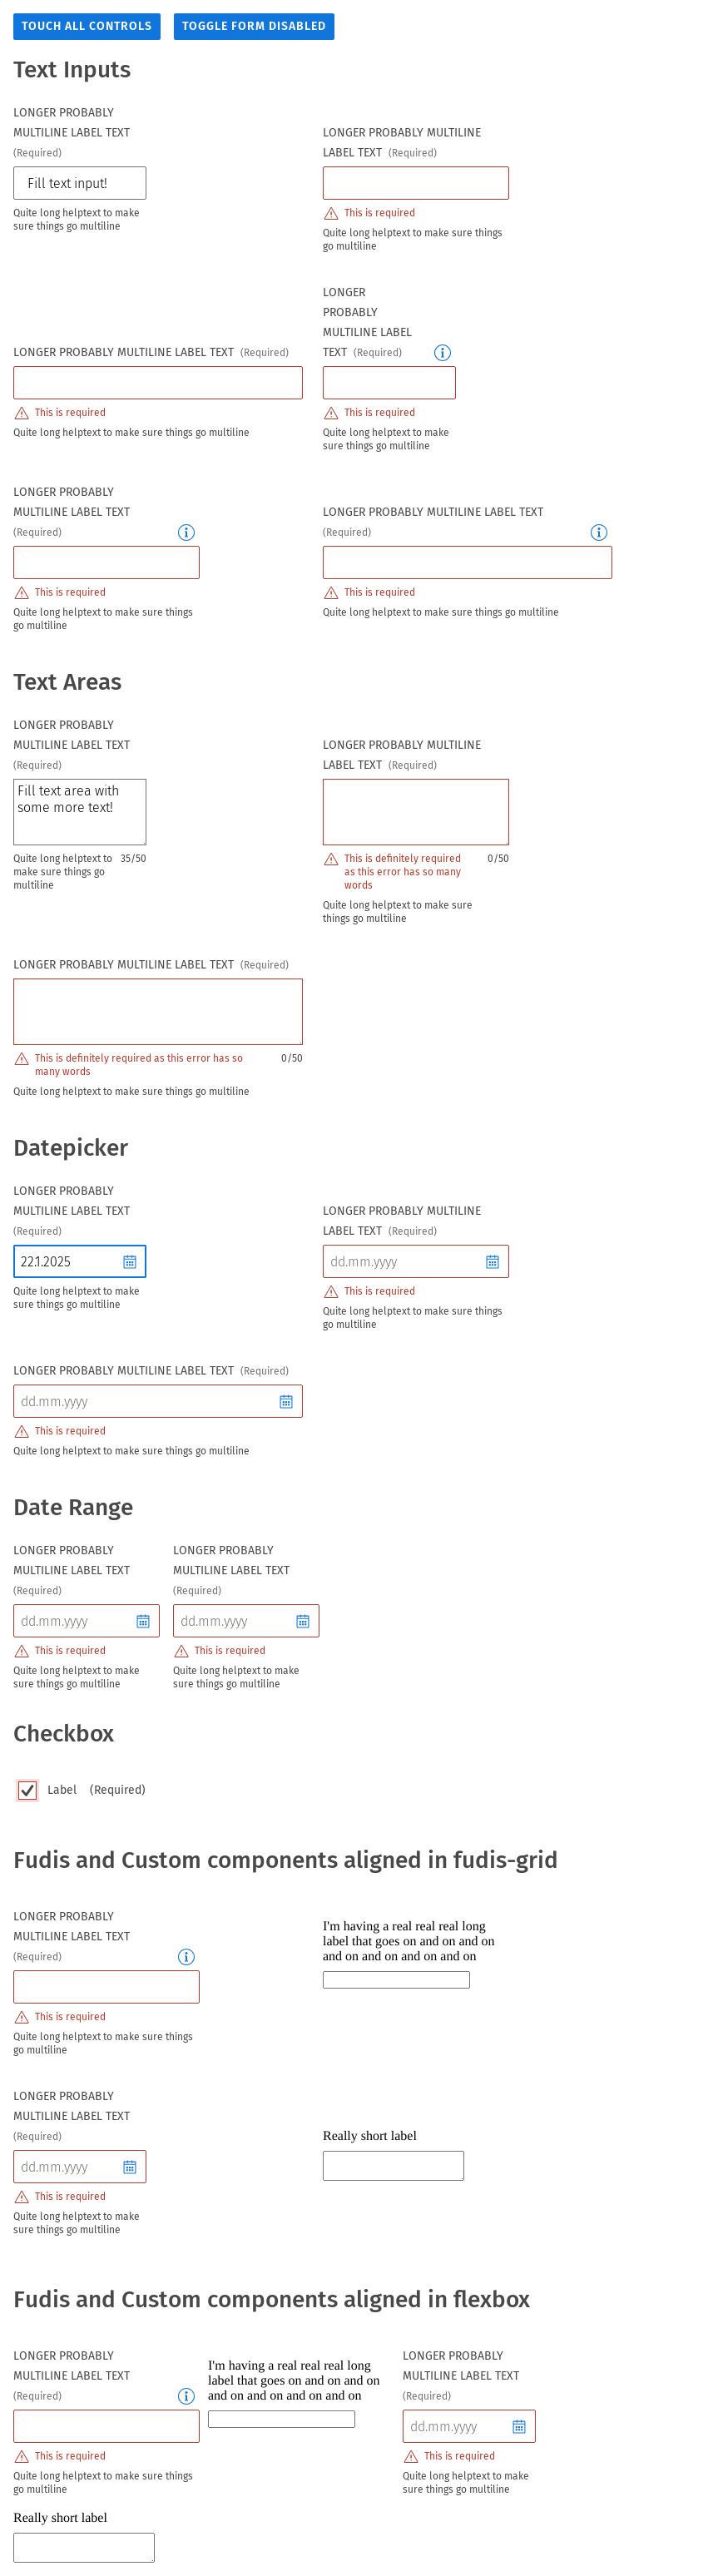 TOUCH ALL CONTROLS
TOGGLE FORM DISABLED
Text Inputs
LONGER PROBABLY
MULTILINE LABEL TEXT
(Required)
Fill text input!
Quite long helptext to make
sure things go multiline
LONGER PROBABLY MULTILINE
LABEL TEXT (Required)
This is required
Quite long helptext to make sure things
go multiline
LONGER PROBABLY MULTILINE LABEL TEXT (Required)
This is required
Quite long helptext to make sure things go multiline
LONGER
PROBABLY
MULTILINE LABEL
TEXT (Required)
This is required
Quite long helptext to make
sure things go multiline
LONGER PROBABLY
MULTILINE LABEL TEXT
(Required)
This is required
Quite long helptext to make sure things
go multiline
LONGER PROBABLY MULTILINE LABEL TEXT
(Required)
This is required
Quite long helptext to make sure things go multiline
Text Areas
LONGER PROBABLY
MULTILINE LABEL TEXT
(Required)
Fill text area with
some more text!
Quite long helptext to 35/50
make sure things go
multiline
LONGER PROBABLY MULTILINE
LABEL TEXT (Required)
This is definitely required 0/50
as this error has so many
words
Quite long helptext to make sure
things go multiline
LONGER PROBABLY MULTILINE LABEL TEXT (Required)
This is definitely required as this error has so 0/50
many words
Quite long helptext to make sure things go multiline
Datepicker
LONGER PROBABLY
MULTILINE LABEL TEXT
(Required)
22.1.2025
Quite long helptext to make
sure things go multiline
LONGER PROBABLY MULTILINE
LABEL TEXT (Required)
dd.mm.yyyy
This is required
Quite long helptext to make sure things
go multiline
LONGER PROBABLY MULTILINE LABEL TEXT (Required)
dd.mm.yyyy
This is required
Quite long helptext to make sure things go multiline
Date Range
LONGER PROBABLY
MULTILINE LABEL TEXT
(Required)
dd.mm.yyyy
This is required
Quite long helptext to make
sure things go multiline
LONGER PROBABLY
MULTILINE LABEL TEXT
(Required)
dd.mm.yyyy
This is required
Quite long helptext to make
sure things go multiline
Checkbox
Label (Required)
Fudis and Custom components aligned in fudis-grid
LONGER PROBABLY
MULTILINE LABEL TEXT
(Required)
This is required
Quite long helptext to make sure things
go multiline
I'm having a real real real long
label that goes on and on and on
and on and on and on and on
LONGER PROBABLY
MULTILINE LABEL TEXT
(Required)
dd.mm.yyyy
This is required
Quite long helptext to make
sure things go multiline
Really short label
Fudis and Custom components aligned in flexbox
LONGER PROBABLY
MULTILINE LABEL TEXT
(Required)
This is required
Quite long helptext to make sure things
go multiline
I'm having a real real real long
label that goes on and on and on
and on and on and on and on
LONGER PROBABLY
MULTILINE LABEL TEXT
(Required)
dd.mm.yyyy
This is required
Quite long helptext to make
sure things go multiline
Really short label